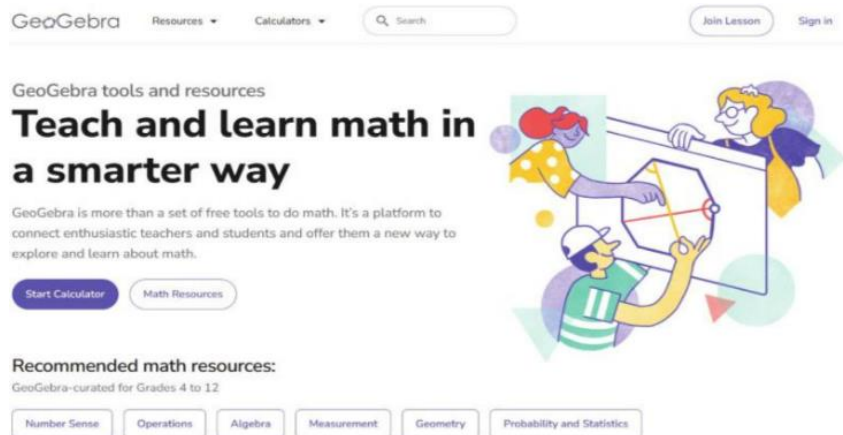 GeoGebra Resources Calculators Search Join Lesson Sign in
GeoGebra tools and resources
Teach and learn math in
a smarter way
GeoGebra is more than a set of free tools to do math. It's a platform to
connect enthusiastic teachers and students and offer them a new way to
explore and learn about math.
Start Calculator Math Resources
Recommended math resources:
GeoGebra-curated for Grades 4 to 12
Number Sense Operations Algebra Measurement Geometry Probability and Statistics